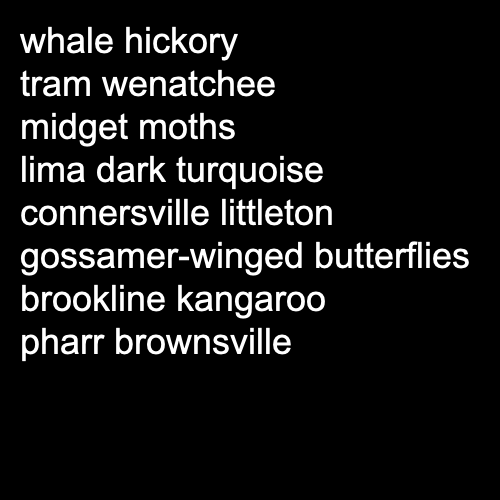 whale hickory
tram wenatchee
midget moths
lima dark turquoise
connersville littleton
gossamer-winged butterflies
brookline kangaroo
pharr brownsville